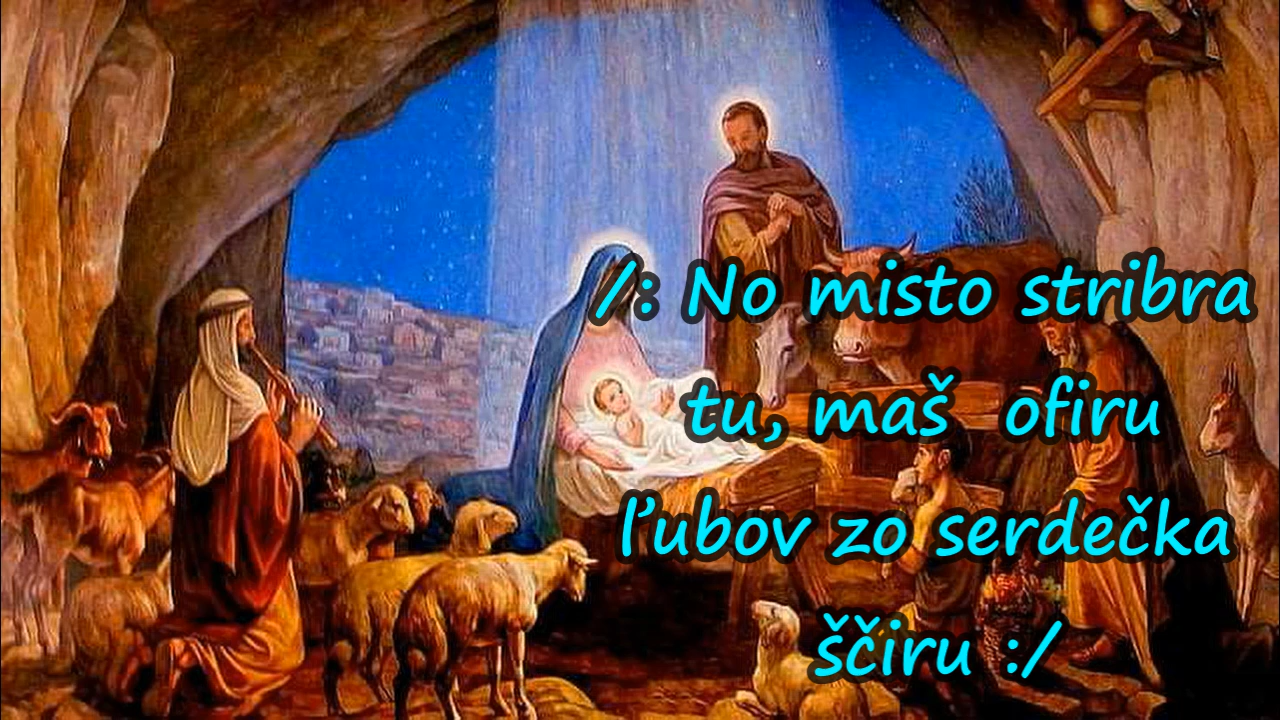 /: No misto stribra
tu, maš  ofiru
ľubov zo serdečka
ščiru :/